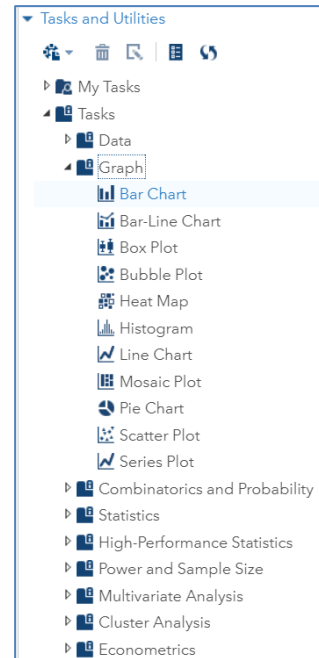 Tasks and Utilities
My Tasks
Tasks
Data
Graph
Bar Chart
Bar-Line Chart
Box Plot
Bubble Plot
Heat Map
Histogram
Line Chart
Mosaic Plot
Pie Chart
Scatter Plot
Series Plot
Combinatorics and Probability
Statistics
High-Performance Statistics
Power and Sample Size
Multivariate Analysis
Cluster Analysis
Econometrics